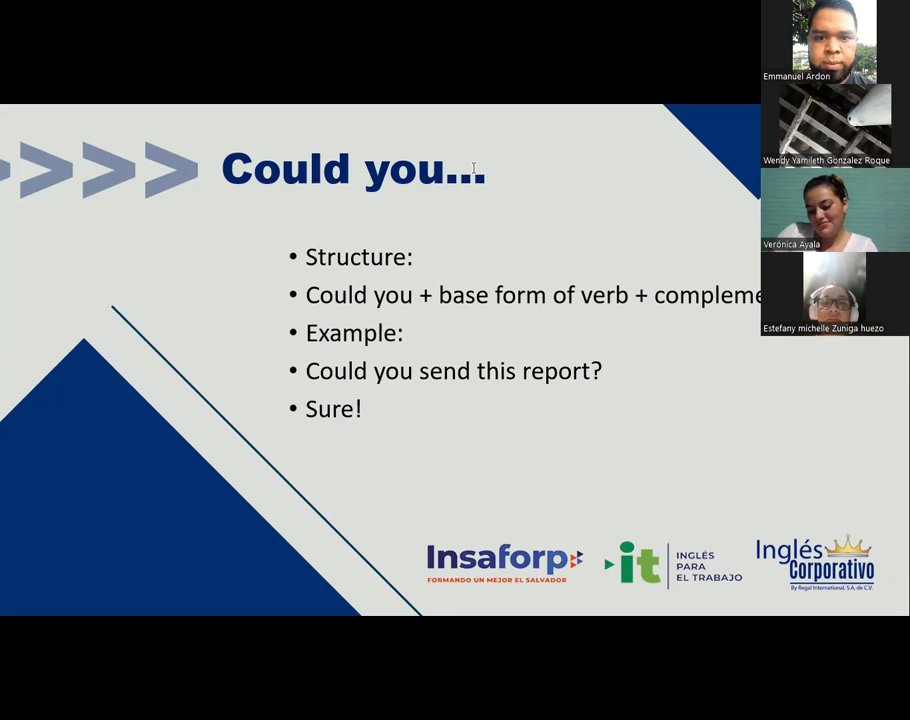 Emmanuel Ardon
Wendy Yamileth Gonzalez Roque
Verónica Ayala
Estefany michelle Zuniga huezo
Could you...
• Structure:
• Could you + base form of verb + compleme
• Example:
• Could you send this report?
• Sure!
Insaforp
FORMANDO UN MEJOR EL SALVADOR
it
INGLÉS
PARA
EL TRABAJO
Inglés
Corporativo
By Regal International, S.A. de C.V.